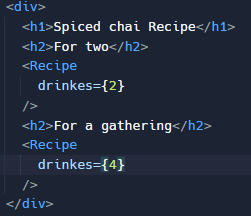 <div>
  <h1>Spiced chai Recipe</h1>
  <h2>For two</h2>
  <Recipe
    drinkes={2}
  />
  <h2>For a gathering</h2>
  <Recipe
    drinkes={4}
  />
</div>